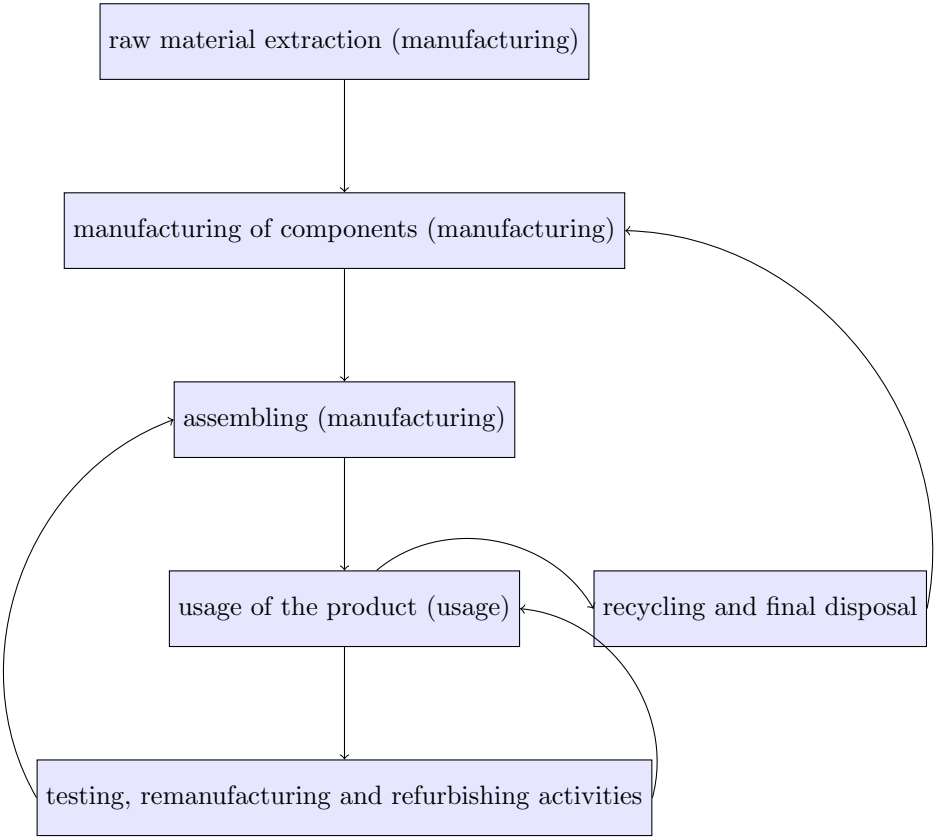 raw material extraction (manufacturing)
manufacturing of components (manufacturing)
assembling (manufacturing)
usage of the product (usage)
recycling and final disposal
testing, remanufacturing and refurbishing activities